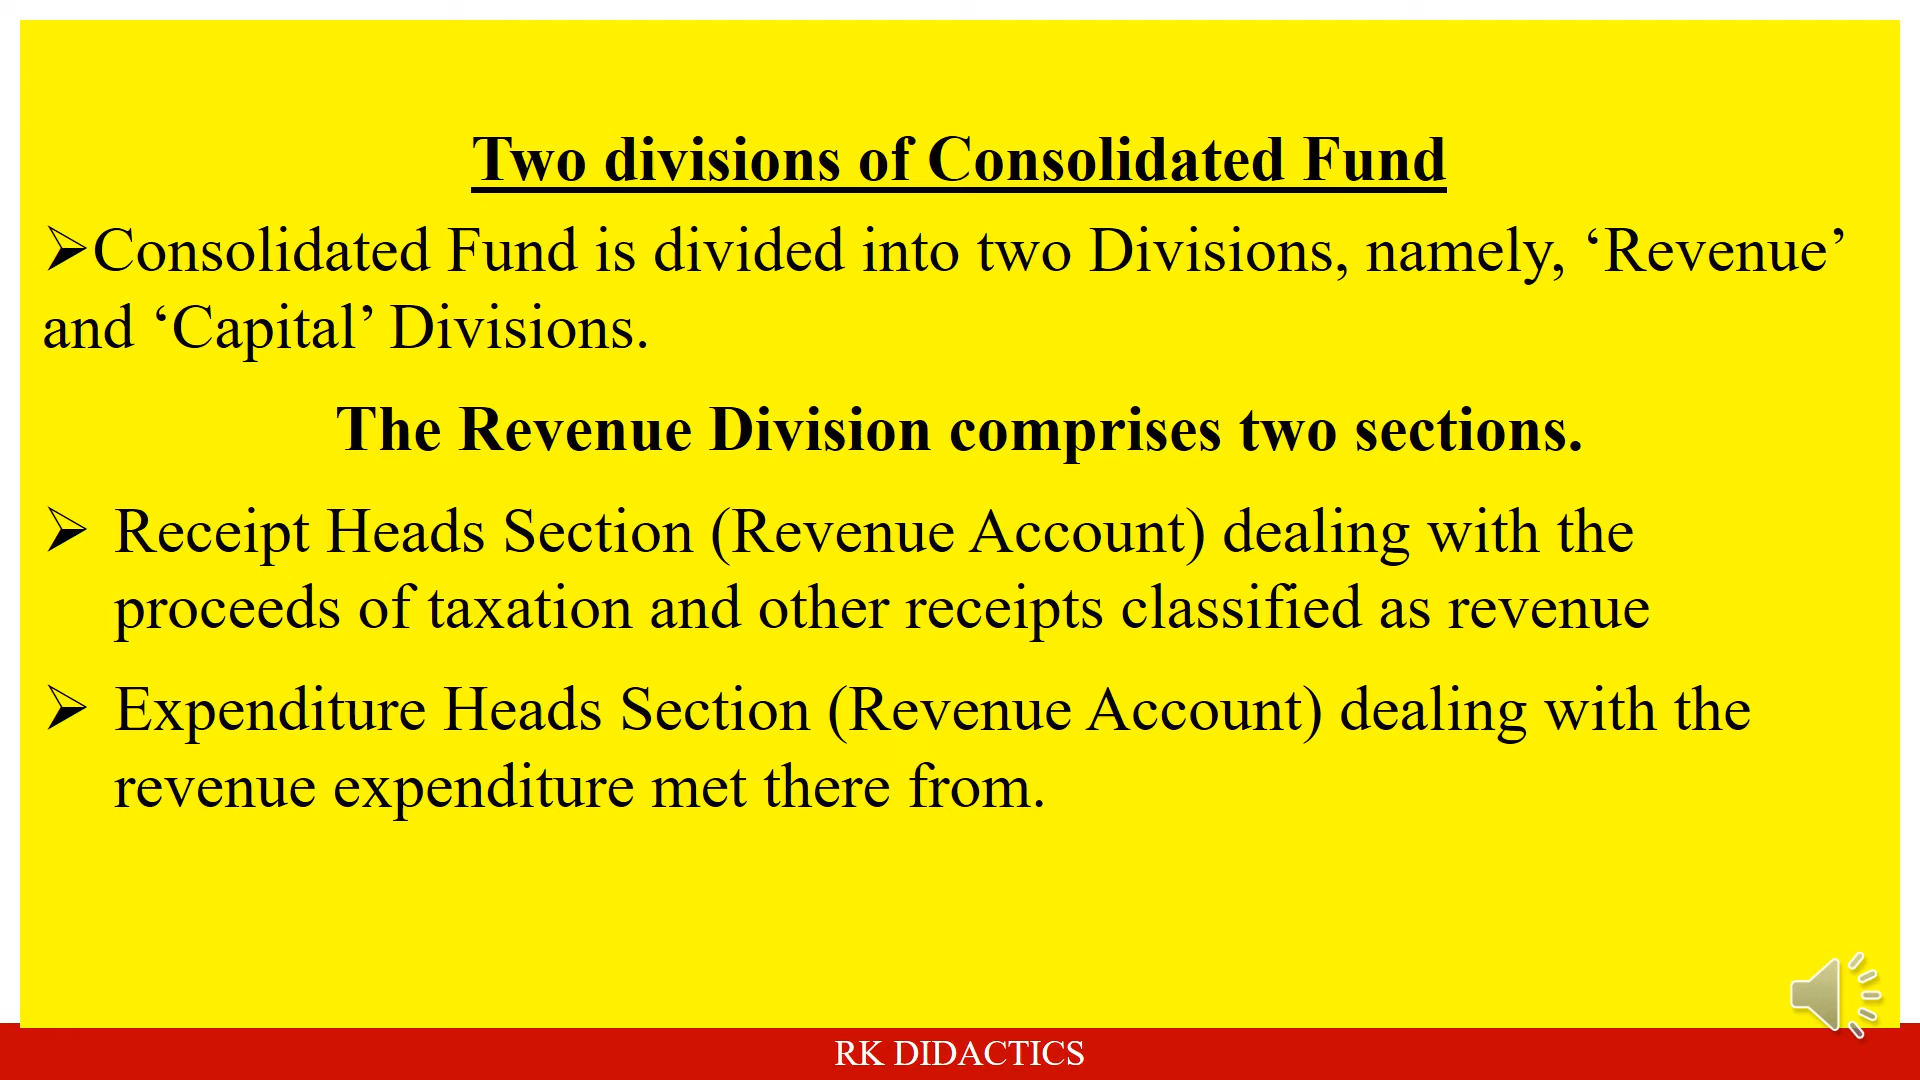 Two divisions of Consolidated Fund
➢Consolidated Fund is divided into two Divisions, namely, ‘Revenue’
and ‘Capital’ Divisions.
The Revenue Division comprises two sections.
➢ Receipt Heads Section (Revenue Account) dealing with the
proceeds of taxation and other receipts classified as revenue
➢ Expenditure Heads Section (Revenue Account) dealing with the
revenue expenditure met there from.
RK DIDACTICS